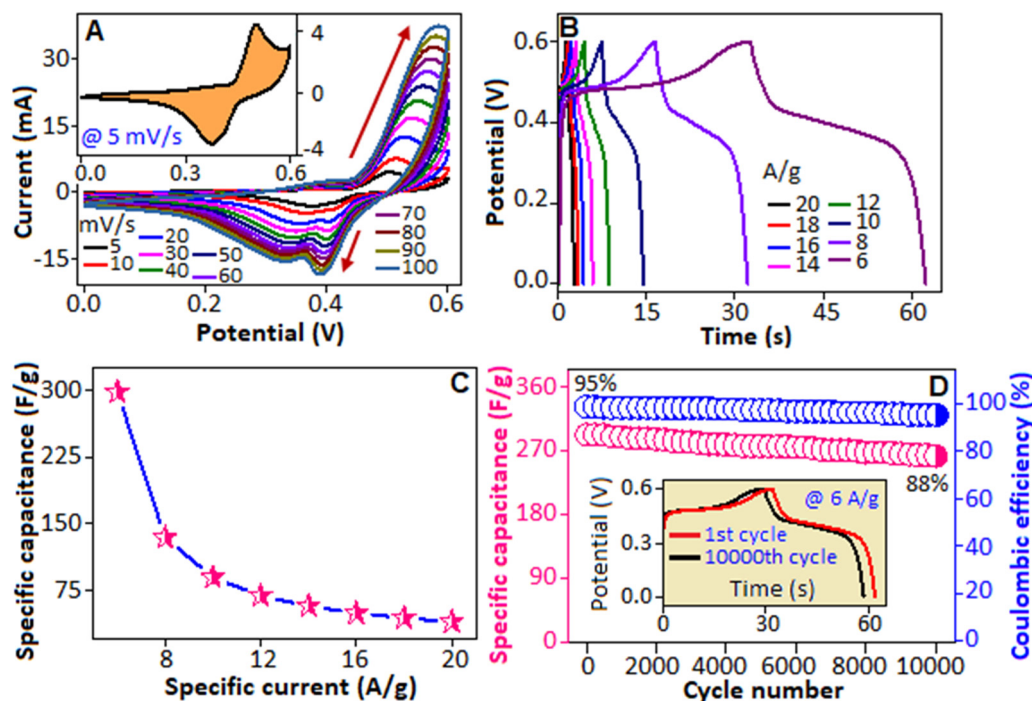 A
Current (mA)
30
15
0
-15
4
0
-4
@ 5 mV/s
0.0 0.3 0.6
mV/s
5
10
20
30
40
50
60
70
80
90
100
0.0 0.2 0.4 0.6
Potential (V)
B
Potential (V)
0.6
0.4
0.2
0.0
A/g
20
18
16
14
12
10
8
6
0 15 30 45 60
Time (s)
C
Specific capacitance (F/g)
300
225
150
75
8 12 16 20
Specific current (A/g)
D
Specific capacitance (F/g)
360
270
180
90
0
95%
88%
Coulombic efficiency (%)
100
80
60
40
20
0
Potential (V)
0.6
0.3
0.0
@ 6 A/g
1st cycle
10000th cycle
Time (s)
0 30 60
0 2000 4000 6000 8000 10000
Cycle number